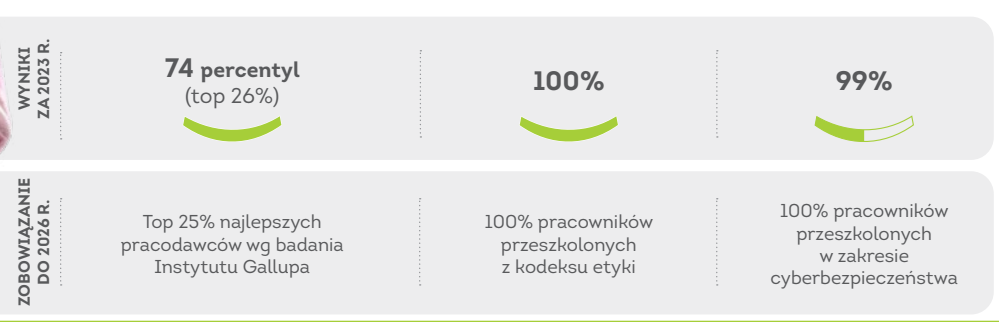 WYNIKI
ZA 2023 R.
74 percentyl
(top 26%)
100%
99%
ZOBOWIĄZANIE
DO 2026 R.
Top 25% najlepszych
pracodawców wg badania
Instytutu Gallupa
100% pracowników
przeszkolonych
z kodeksu etyki
100% pracowników
przeszkolonych
w zakresie
cyberbezpieczeństwa